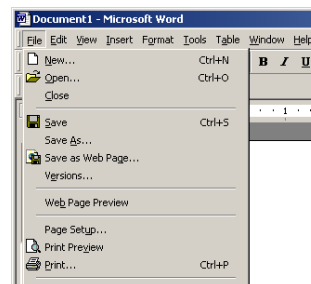 Document1 - Microsoft Word
File Edit View Insert Format Tools Table Window Help
New... Ctrl+N
B I U
Open... Ctrl+O
Close
1
Save Ctrl+S
Save As...
Save as Web Page...
Versions...
Web Page Preview
Page Setup...
Print Preview
Print... Ctrl+P